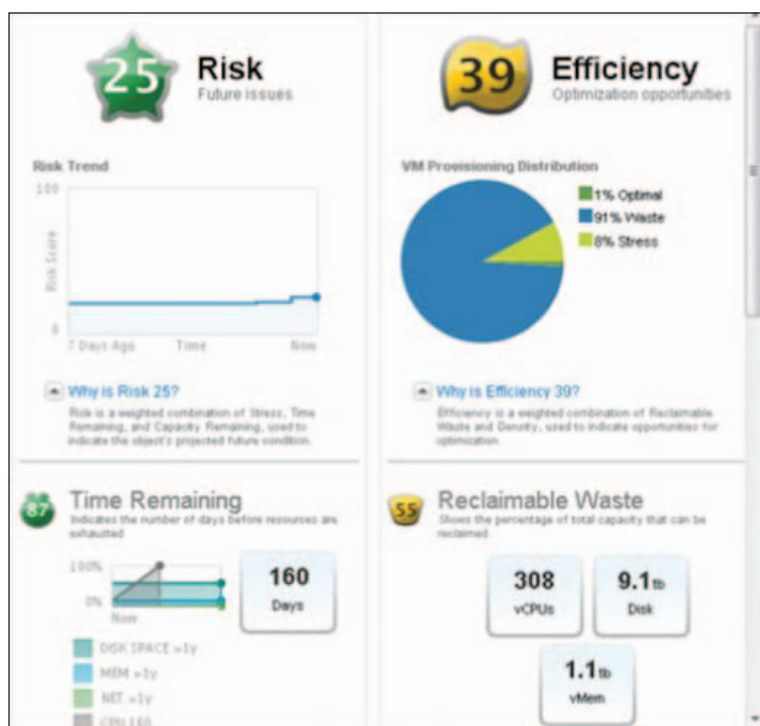 25
Risk
Future issues
Risk Trend
100
Risk Score
0
7 Days Ago
Time
Now
Why is Risk 25?
Risk is a weighted combination of Stress, Time
Remaining, and Capacity Remaining, used to
indicate the object's projected future condition.
87
Time Remaining
Indicates the number of days before resources are
exhausted
100%
0%
Now
160
Days
DISK SPACE >1y
MEM >1y
NET >1y
CPU 160
39
Efficiency
Optimization opportunities
VM Provisioning Distribution
1% Optimal
91% Waste
8% Stress
Why is Efficiency 39?
Efficiency is a weighted combination of Reclaimable
Waste and Density, used to indicate opportunities for
optimization
55
Reclaimable Waste
Shows the percentage of total capacity that can be
reclaimed
308
vCPUs
9.1tb
Disk
1.1tb
vMem